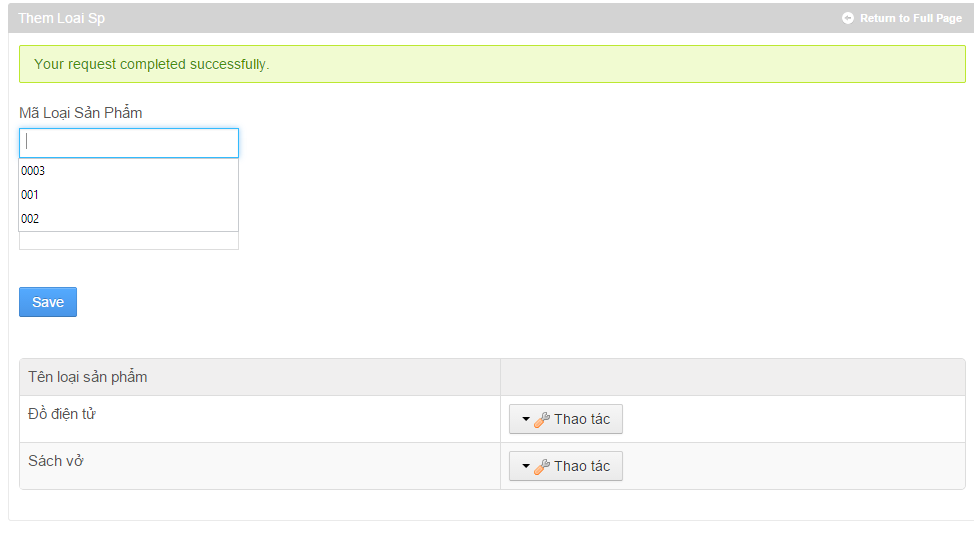 Them Loai Sp
Return to Full Page
Your request completed successfully.
Mã Loại Sản Phẩm
0003
001
002
Save
Tên loại sản phẩm
Đồ điện tử
Thao tác
Sách vở
Thao tác